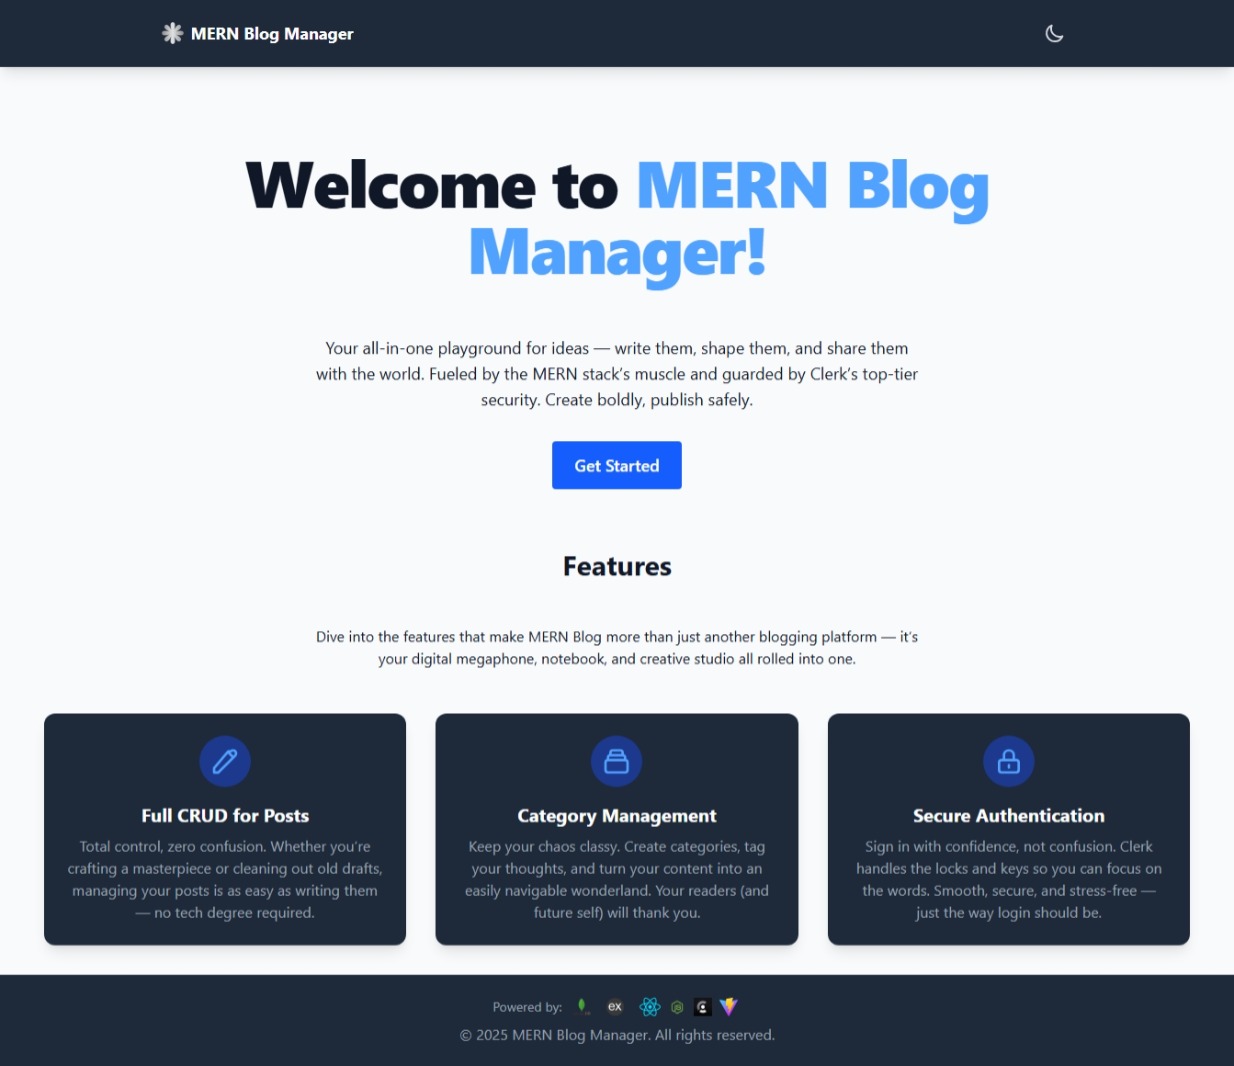 MERN Blog Manager
Welcome to MERN Blog
Manager!
Your all-in-one playground for ideas — write them, shape them, and share them
with the world. Fueled by the MERN stack’s muscle and guarded by Clerk’s top-tier
security. Create boldly, publish safely.
Get Started
Features
Dive into the features that make MERN Blog more than just another blogging platform — it’s
your digital megaphone, notebook, and creative studio all rolled into one.
Full CRUD for Posts
Total control, zero confusion. Whether you’re
crafting a masterpiece or cleaning out old drafts,
managing your posts is as easy as writing them
— no tech degree required.
Category Management
Keep your chaos classy. Create categories, tag
your thoughts, and turn your content into an
easily navigable wonderland. Your readers (and
future self) will thank you.
Secure Authentication
Sign in with confidence, not confusion. Clerk
handles the locks and keys so you can focus on
the words. Smooth, secure, and stress-free —
just the way login should be.
Powered by: ex
© 2025 MERN Blog Manager. All rights reserved.